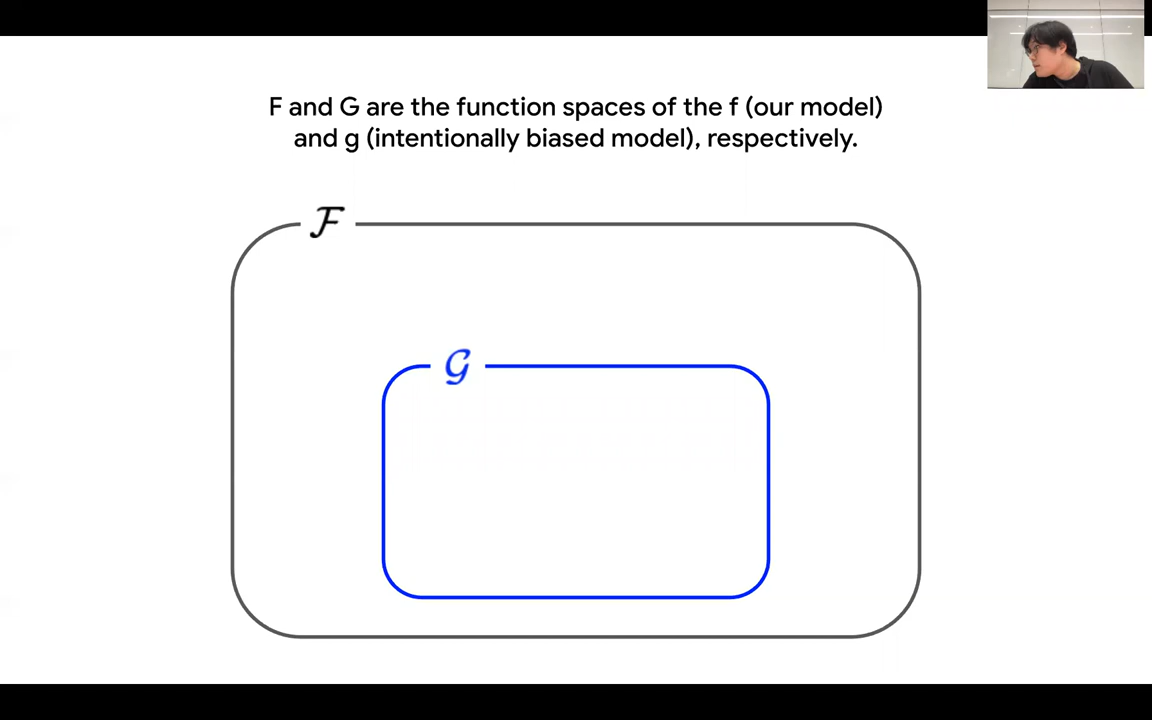 F and G are the function spaces of the f (our model)
and g (intentionally biased model), respectively.
ℱ
𝒢